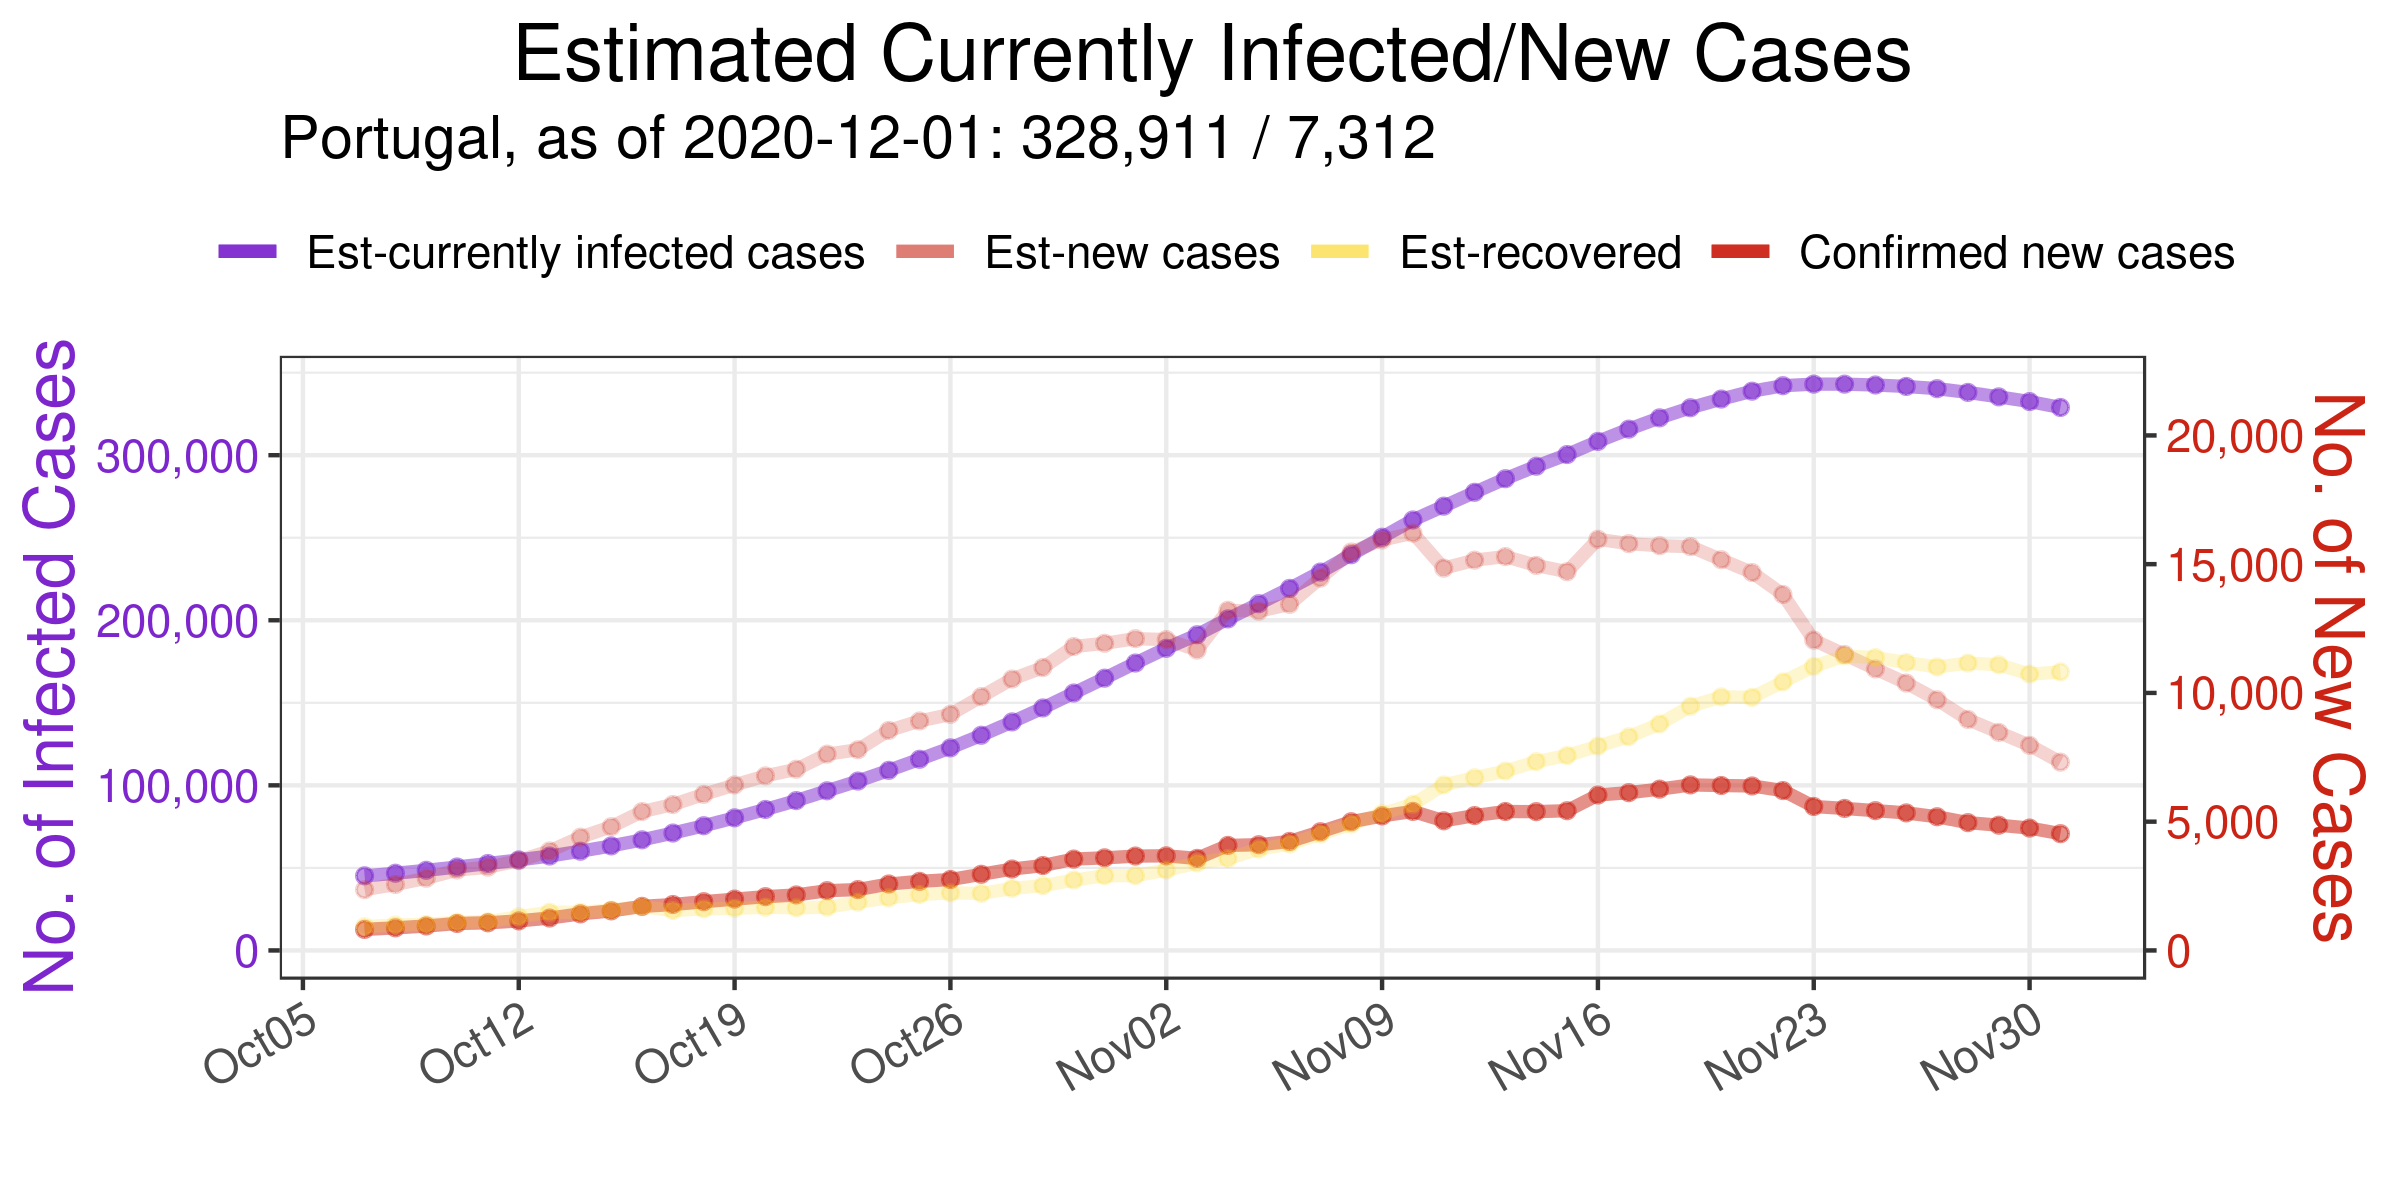 Estimated Currently Infected/New Cases
Portugal, as of 2020-12-01: 328,911 / 7,312
Est-currently infected cases Est-new cases Est-recovered Confirmed new cases
No. of Infected Cases
300,000
200,000
100,000
0
20,000
15,000
10,000
5,000
0
No. of New Cases
Oct05 Oct12 Oct19 Oct26 Nov02 Nov09 Nov16 Nov23 Nov30